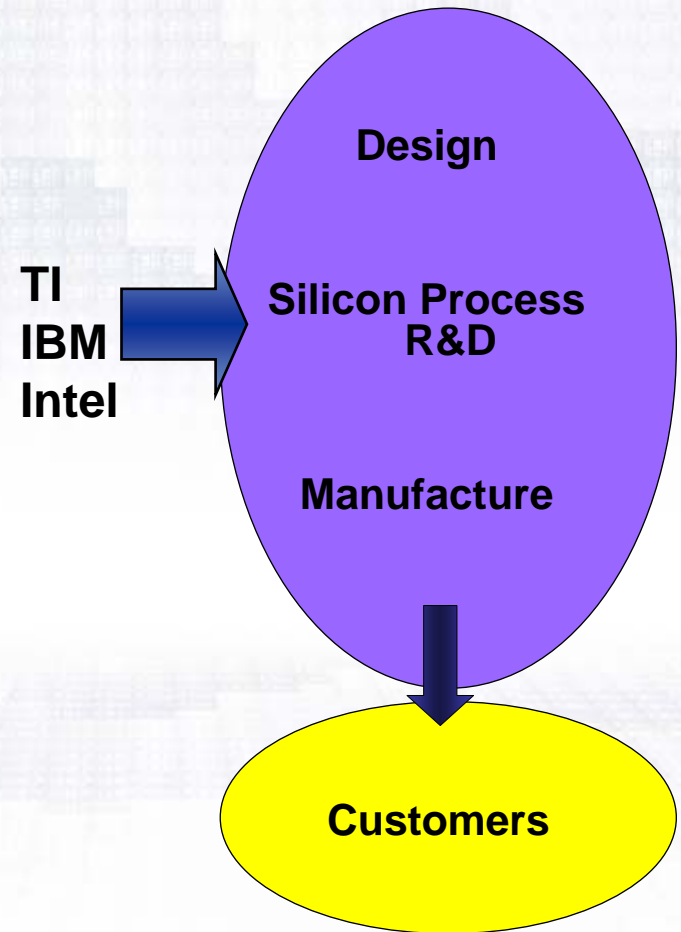 Design
TI
IBM
Intel
Silicon Process
R&D
Manufacture
Customers